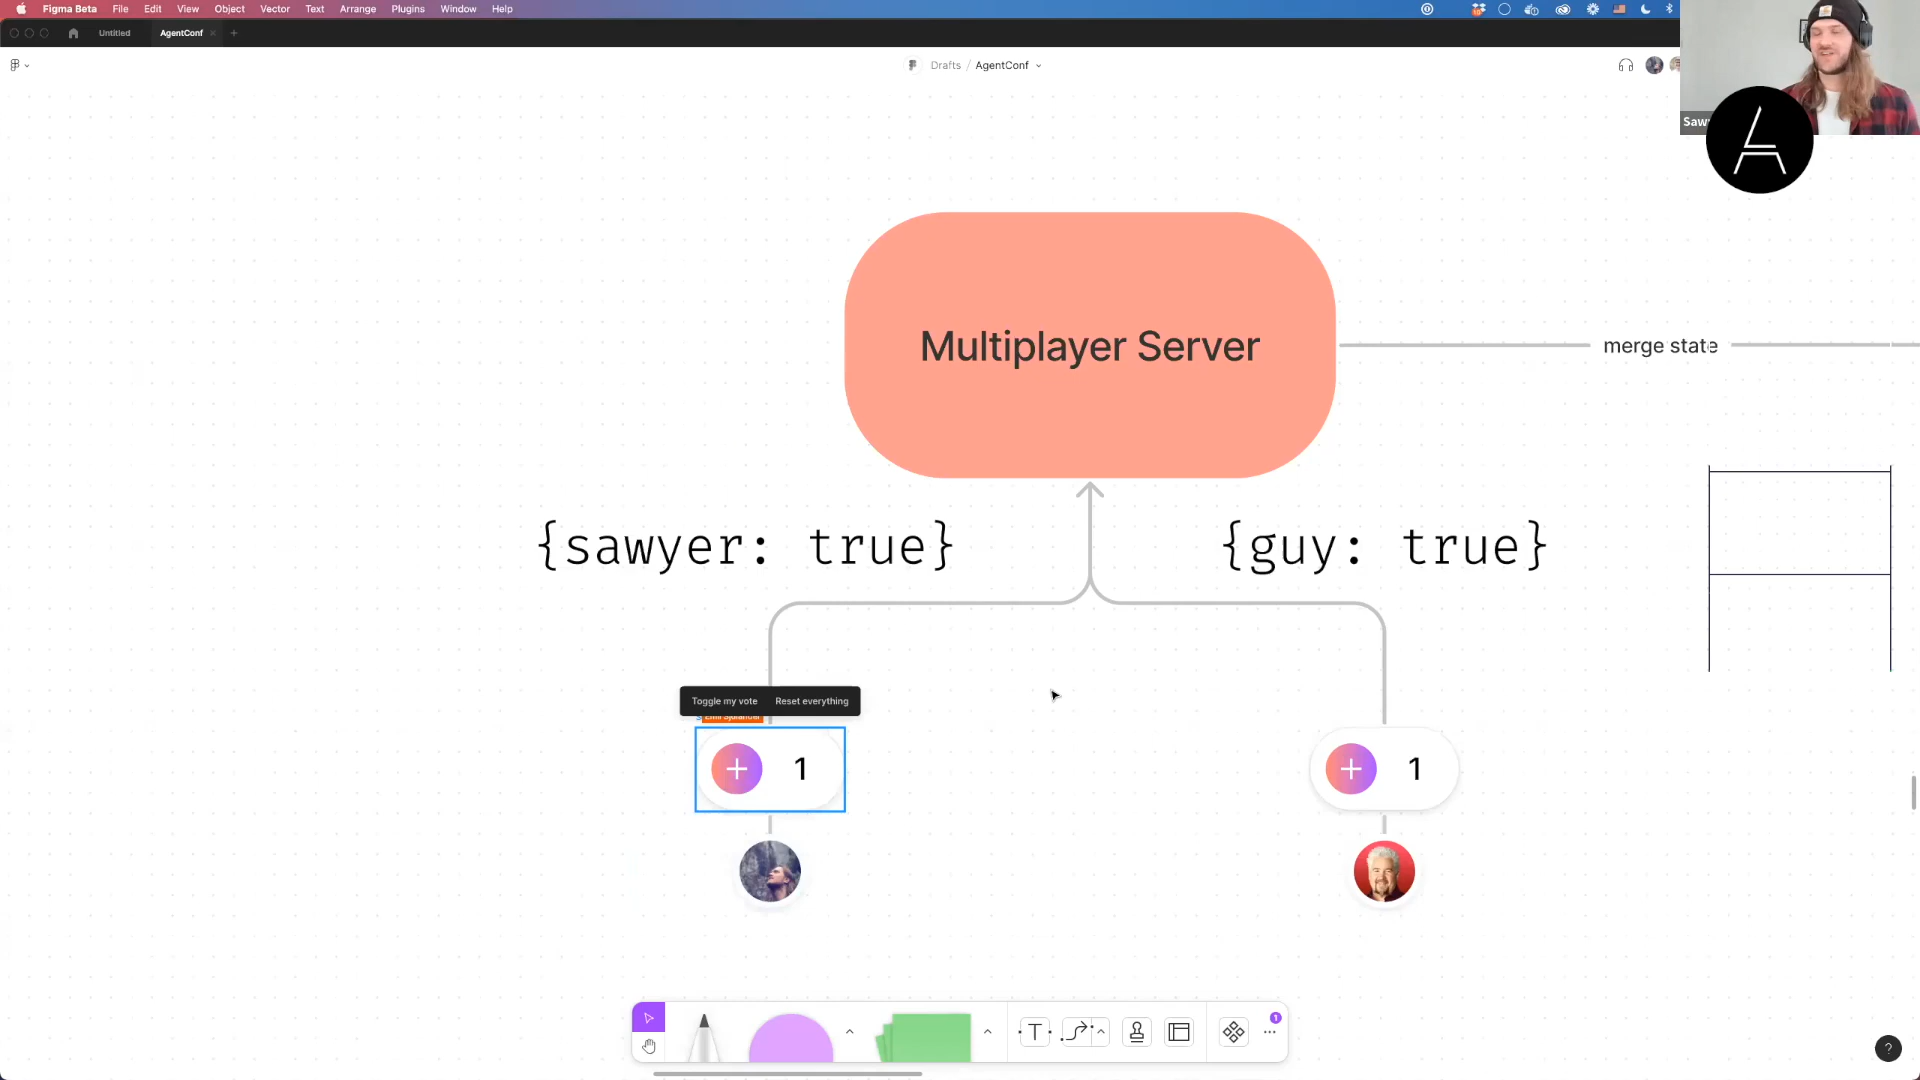 Figma Beta File Edit View Object Vector Text Arrange Plugins Window Help
Untitled AgentConf
Drafts / AgentConf
Multiplayer Server
merge state
{sawyer: true}
{guy: true}
Toggle my vote Reset everything
1
1
T
1
?